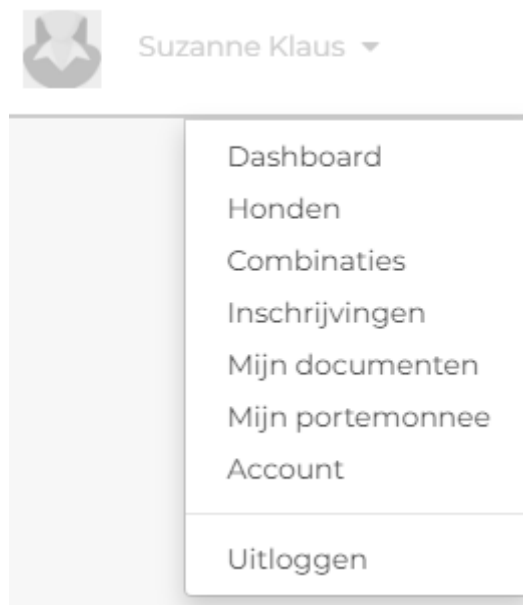 Suzanne Klaus
Dashboard
Honden
Combinaties
Inschrijvingen
Mijn documenten
Mijn portemonnee
Account
Uitloggen